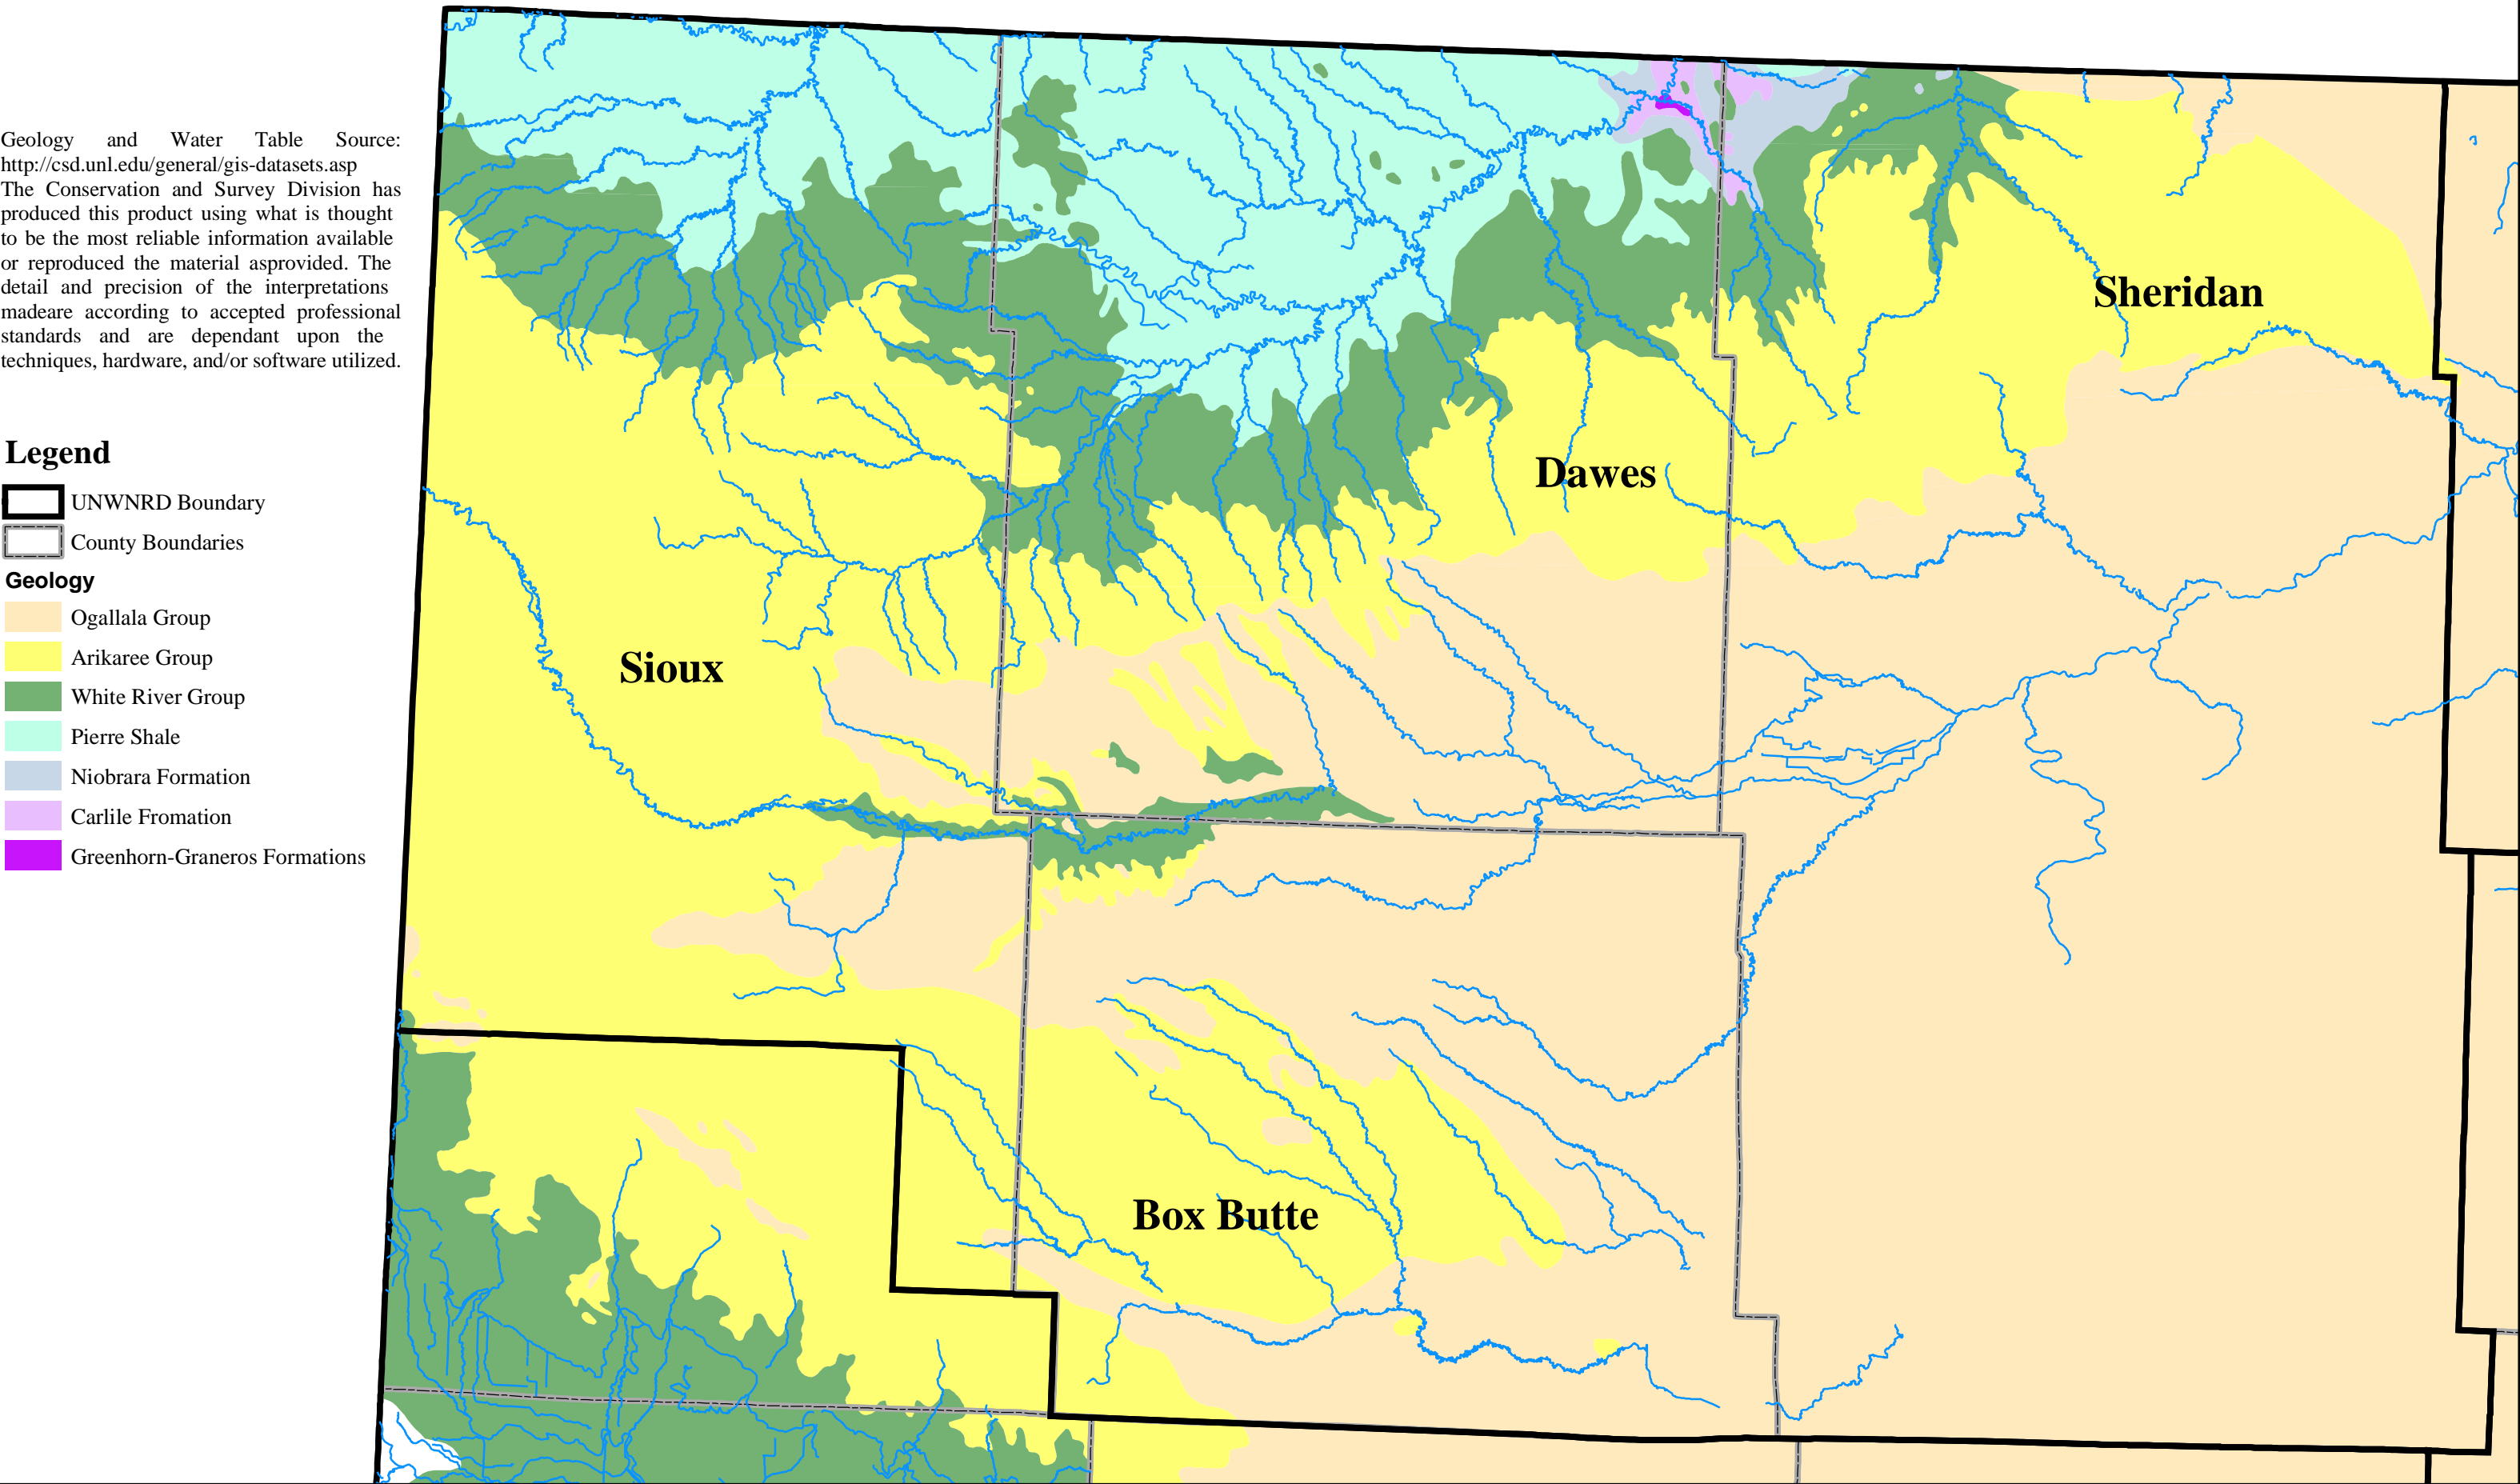 Geology and Water Table Source:
http://csd.unl.edu/general/gis-datasets.asp
The Conservation and Survey Division has
produced this product using what is thought
to be the most reliable information available
or reproduced the material asprovided. The
detail and precision of the interpretations
madeare according to accepted professional
standards and are dependant upon the
techniques, hardware, and/or software utilized.
Legend
UNWNRD Boundary
County Boundaries
Geology
Ogallala Group
Arikaree Group
White River Group
Pierre Shale
Niobrara Formation
Carlile Fromation
Greenhorn-Graneros Formations
Sheridan
Dawes
Sioux
Box Butte